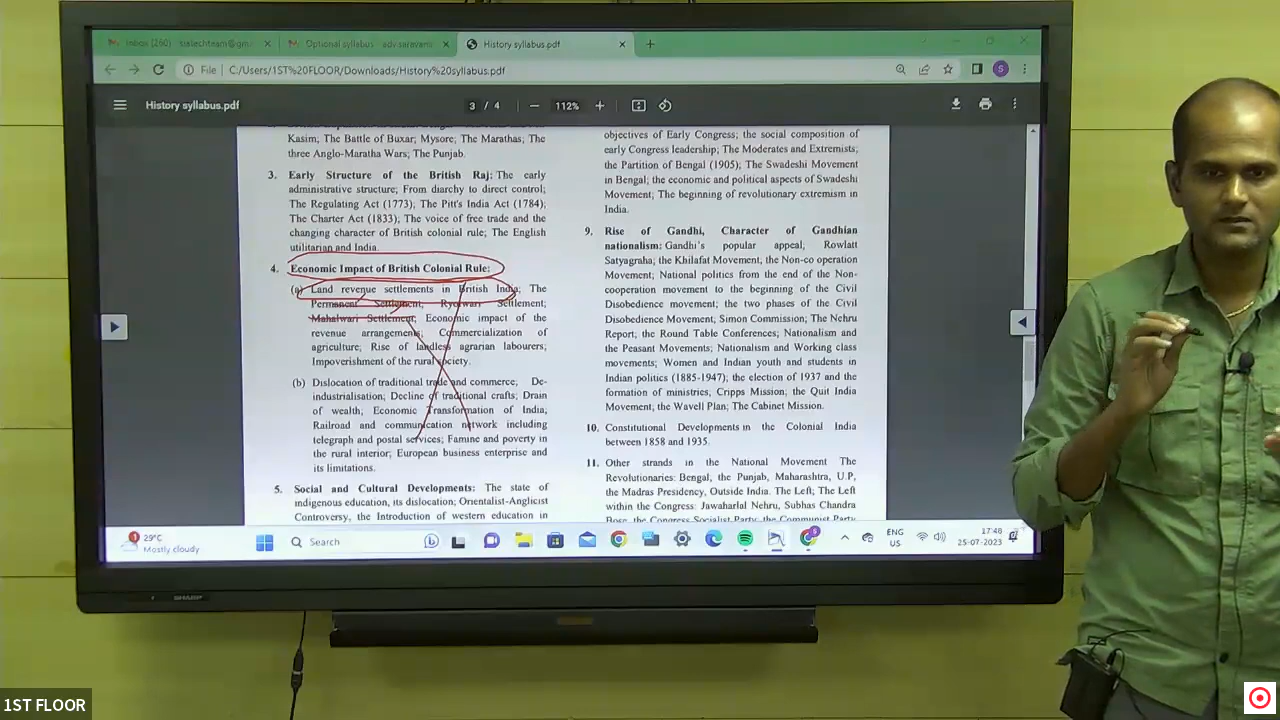 Inbox (260) - ssalechteam@gm
Optional syllabus - adv.saravana
History syllabus.pdf
File
C:/Users/1ST%20FLOOR/Downloads/History%20syllabus.pdf
S
History syllabus.pdf
3 / 4
112%
Kasim, The Battle of Buxar; Mysore; The Marathas; The
three Anglo-Maratha Wars; The Punjab.
3. Early Structure of the British Raj: The early
administrative structure; From diarchy to direct control;
The Regulating Act (1773); The Pitt's India Act (1784);
The Charter Act (1833); The voice of free trade and the
changing character of British colonial rule; The English
utilitarian and India.
4. Economic Impact of British Colonial Rule:
(a) Land revenue settlements in British India; The
Permanent Settlement; Ryotwari Settlement;
Mahalwari Settlement; Economic impact of the
revenue arrangements; Commercialization of
agriculture; Rise of landless agrarian labourers;
Impoverishment of the rural society.
(b) Dislocation of traditional trade and commerce; De-
industrialisation; Decline of traditional crafts; Drain
of wealth, Economic Transformation of India,
Railroad and communication network including
telegraph and postal services; Famine and poverty in
the rural interior; European business enterprise and
its limitations.
5. Social and Cultural Developments: The state of
indigenous education, its dislocation; Orientalist-Anglicist
Controversy, the Introduction of western education in
objectives of Early Congress; the social composition of
early Congress leadership; The Moderates and Extremists;
the Partition of Bengal (1905); The Swadeshi Movement
in Bengal; the economic and political aspects of Swadeshi
Movement; The beginning of revolutionary extremism in
India.
9. Rise of Gandhi, Character of Gandhian
nationalism: Gandhi's popular appeal, Rowlatt
Satyagraha; the Khilafat Movement; the Non-co operation
Movement; National politics from the end of the Non-
cooperation movement to the beginning of the Civil
Disobedience movement; the two phases of the Civil
Disobedience Movement; Simon Commission; The Nehru
Report; the Round Table Conferences; Nationalism and
the Peasant Movements; Nationalism and Working class
movements; Women and Indian youth and students in
Indian politics (1885-1947); the election of 1937 and the
formation of ministries, Cripps Mission; the Quit India
Movement; the Wavell Plan; The Cabinet Mission.
10. Constitutional Developments in the Colonial India
between 1858 and 1935.
11. Other strands in the National Movement The
Revolutionaries: Bengal, the Punjab, Maharashtra, U.P,
the Madras Presidency, Outside India. The Left; The Left
within the Congress: Jawaharlal Nehru, Subhas Chandra
Bose, the Congress Socialist Party; the Communist Party
29°C
Mostly cloudy
Search
ENG
US
17:48
25-07-2023
SHARP
1ST FLOOR